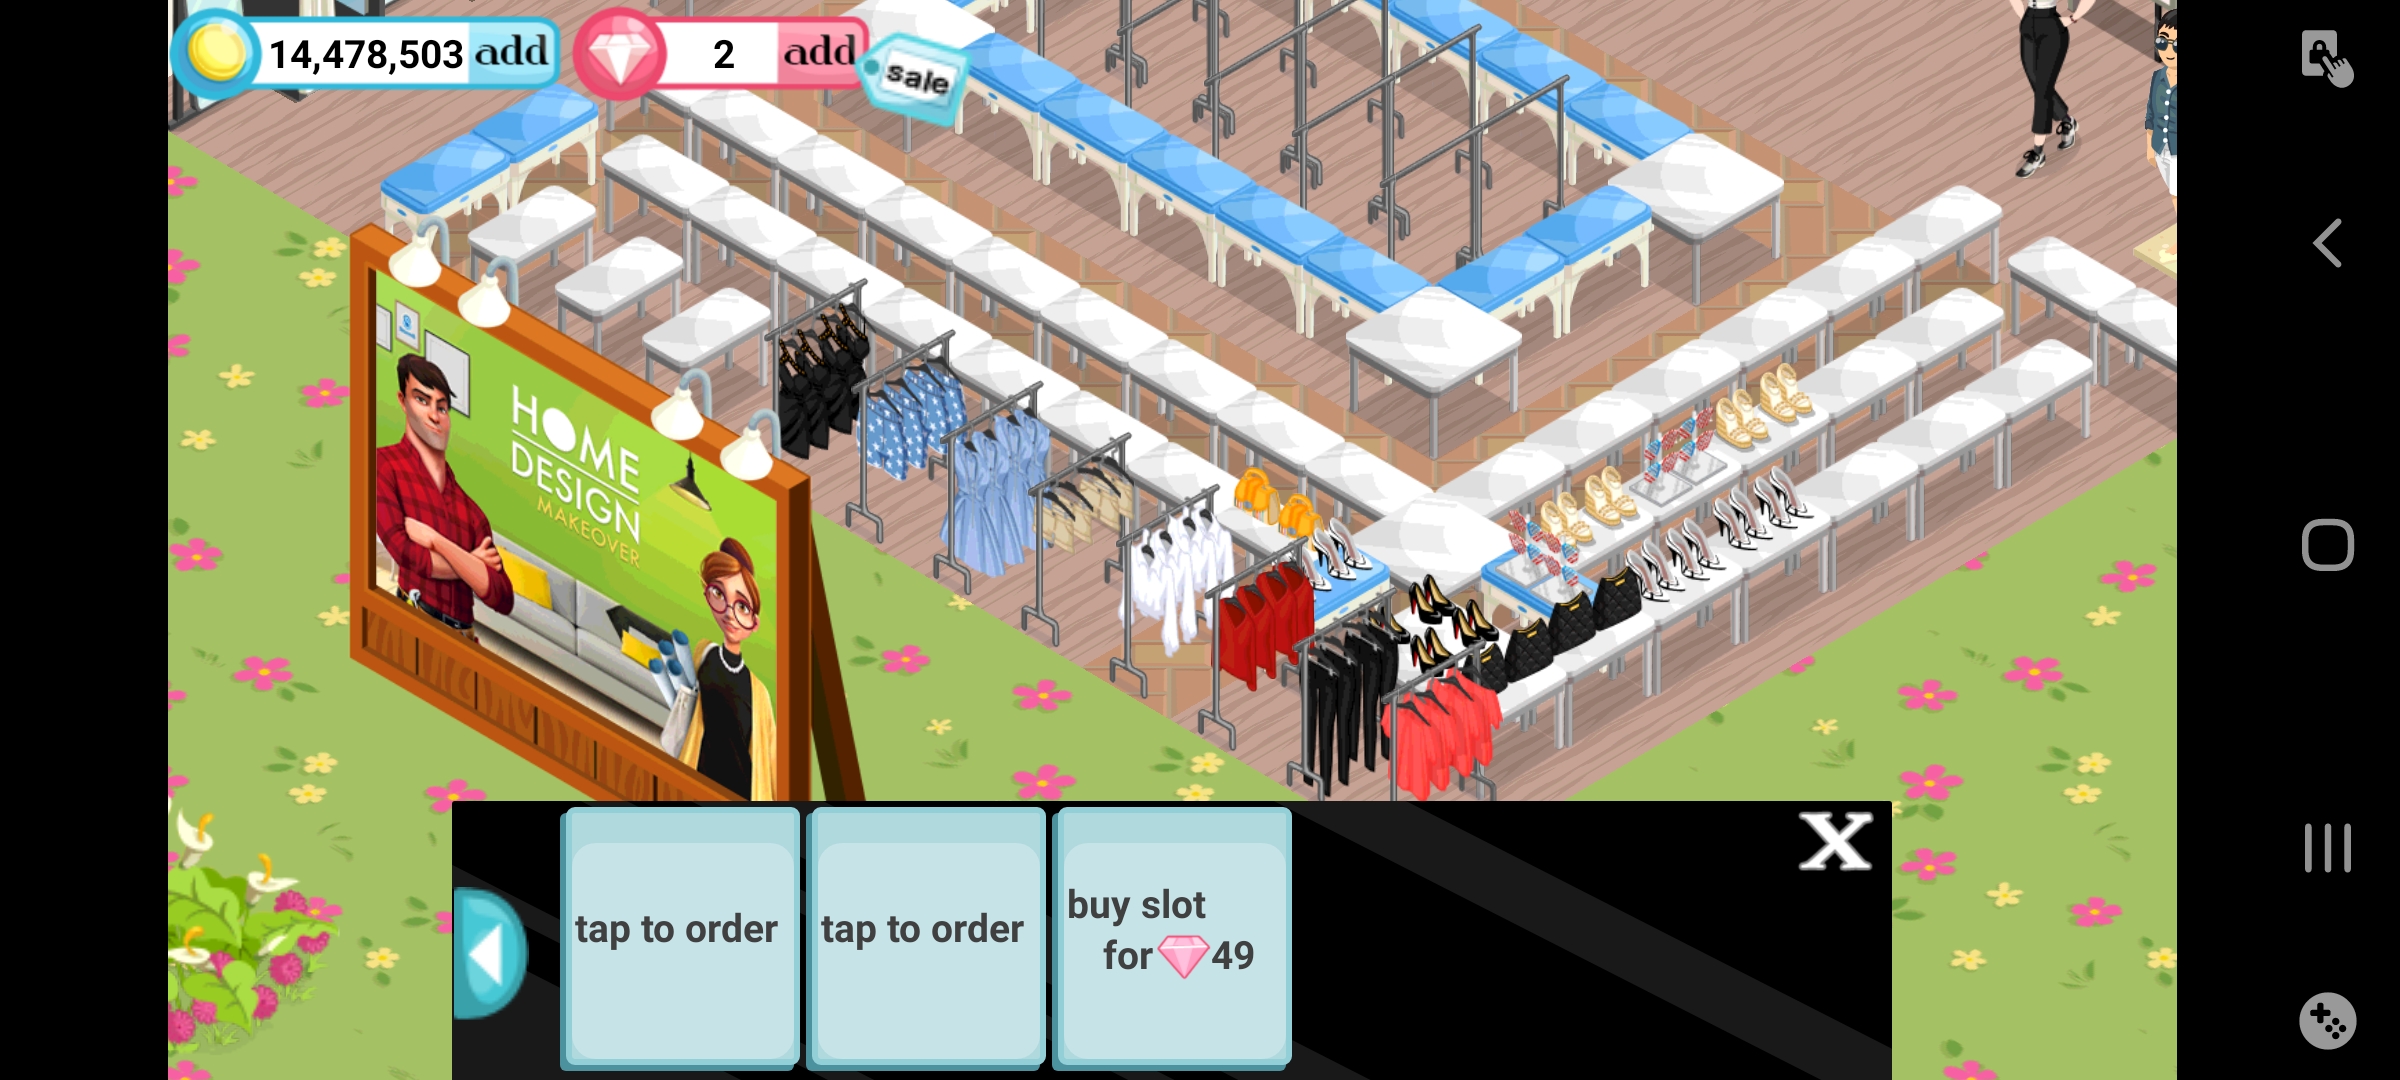 14,478,503 add
2 add
sale
HOME
DESIGN
MAKEOVER
tap to order
tap to order
buy slot
for 49
X